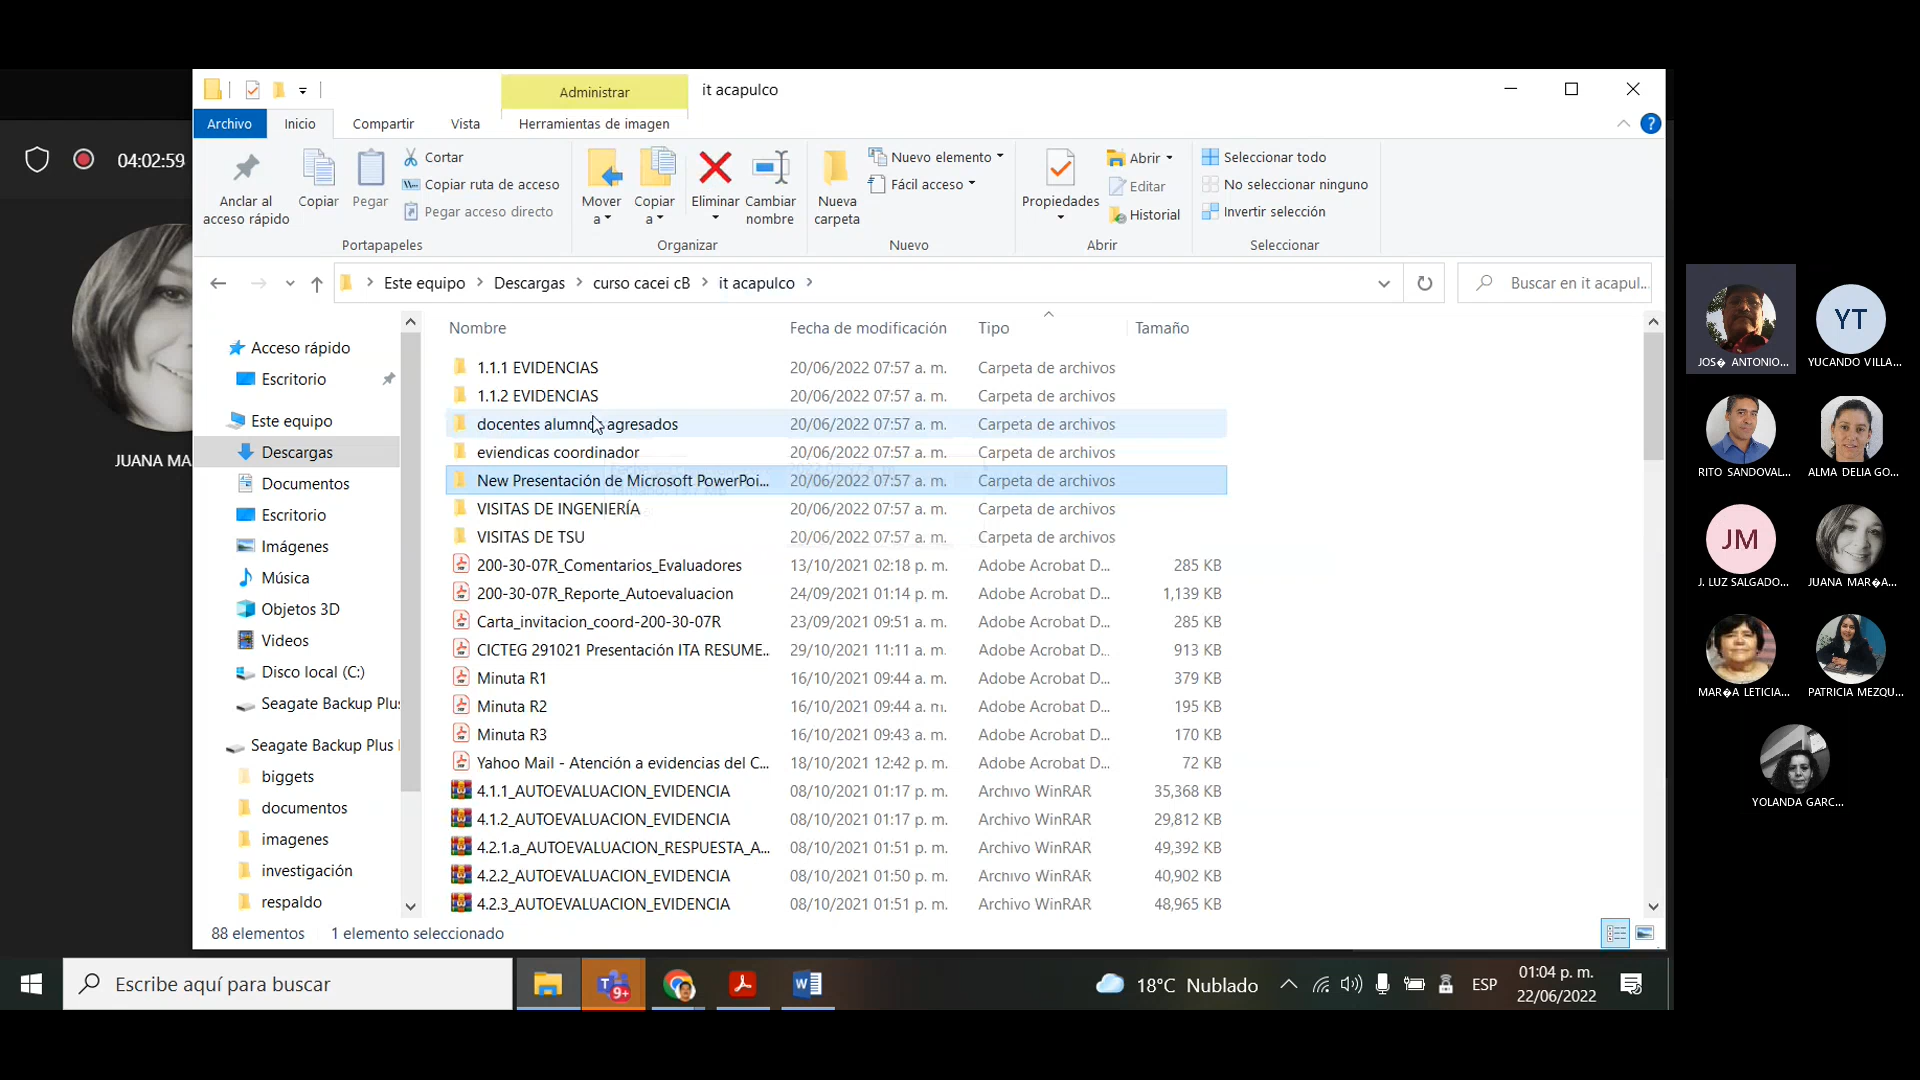 Administrar
it acapulco
Archivo
Inicio
Compartir
Vista
Herramientas de imagen
?
04:02:59
Anclar al
acceso rápido
Copiar
Pegar
Cortar
Copiar ruta de acceso
Pegar acceso directo
Portapapeles
Mover
a
Copiar
a
Eliminar
Cambiar
nombre
Organizar
Nueva
carpeta
Nuevo elemento
Fácil acceso
Nuevo
Propiedades
Abrir
Editar
Historial
Abrir
Seleccionar todo
No seleccionar ninguno
Invertir selección
Seleccionar
Este equipo
Descargas
curso cacei cB
it acapulco
Buscar en it acapul...
Acceso rápido
Escritorio
Este equipo
Descargas
Documentos
Escritorio
Imágenes
Música
Objetos 3D
Videos
Disco local (C:)
Seagate Backup Plus
Seagate Backup Plus
biggets
documentos
imagenes
investigación
respaldo
JUANA MA
Nombre Fecha de modificación Tipo Tamaño
1.1.1 EVIDENCIAS 20/06/2022 07:57 a. m. Carpeta de archivos
1.1.2 EVIDENCIAS 20/06/2022 07:57 a. m. Carpeta de archivos
docentes alumnos agresados 20/06/2022 07:57 a. m. Carpeta de archivos
eviendicas coordinador 20/06/2022 07:57 a. m. Carpeta de archivos
New Presentación de Microsoft PowerPoi... 20/06/2022 07:57 a. m. Carpeta de archivos
VISITAS DE INGENIERÍA 20/06/2022 07:57 a. m. Carpeta de archivos
VISITAS DE TSU 20/06/2022 07:57 a. m. Carpeta de archivos
200-30-07R_Comentarios_Evaluadores 13/10/2021 02:18 p. m. Adobe Acrobat D... 285 KB
200-30-07R_Reporte_Autoevaluacion 24/09/2021 01:14 p. m. Adobe Acrobat D... 1,139 KB
Carta_invitacion_coord-200-30-07R 23/09/2021 09:51 a. m. Adobe Acrobat D... 285 KB
CICTEG 291021 Presentación ITA RESUME... 29/10/2021 11:11 a. m. Adobe Acrobat D... 913 KB
Minuta R1 16/10/2021 09:44 a. m. Adobe Acrobat D... 379 KB
Minuta R2 16/10/2021 09:44 a. m. Adobe Acrobat D... 195 KB
Minuta R3 16/10/2021 09:43 a. m. Adobe Acrobat D... 170 KB
Yahoo Mail - Atención a evidencias del C... 18/10/2021 12:42 p. m. Adobe Acrobat D... 72 KB
4.1.1_AUTOEVALUACION_EVIDENCIA 08/10/2021 01:17 p. m. Archivo WinRAR 35,368 KB
4.1.2_AUTOEVALUACION_EVIDENCIA 08/10/2021 01:17 p. m. Archivo WinRAR 29,812 KB
4.2.1.a_AUTOEVALUACION_RESPUESTA_A... 08/10/2021 01:51 p. m. Archivo WinRAR 49,392 KB
4.2.2_AUTOEVALUACION_EVIDENCIA 08/10/2021 01:50 p. m. Archivo WinRAR 40,902 KB
4.2.3_AUTOEVALUACION_EVIDENCIA 08/10/2021 01:51 p. m. Archivo WinRAR 48,965 KB
88 elementos 1 elemento seleccionado
Escribe aquí para buscar
9+
18°C Nublado
ESP
01:04 p. m.
22/06/2022
JOS� ANTONIO...
YT
YUCANDO VILLA...
RITO SANDOVAL...
ALMA DELIA GO...
JM
J. LUZ SALGADO...
JUANA MAR�A...
MAR�A LETICIA...
PATRICIA MEZQU...
YOLANDA GARC...